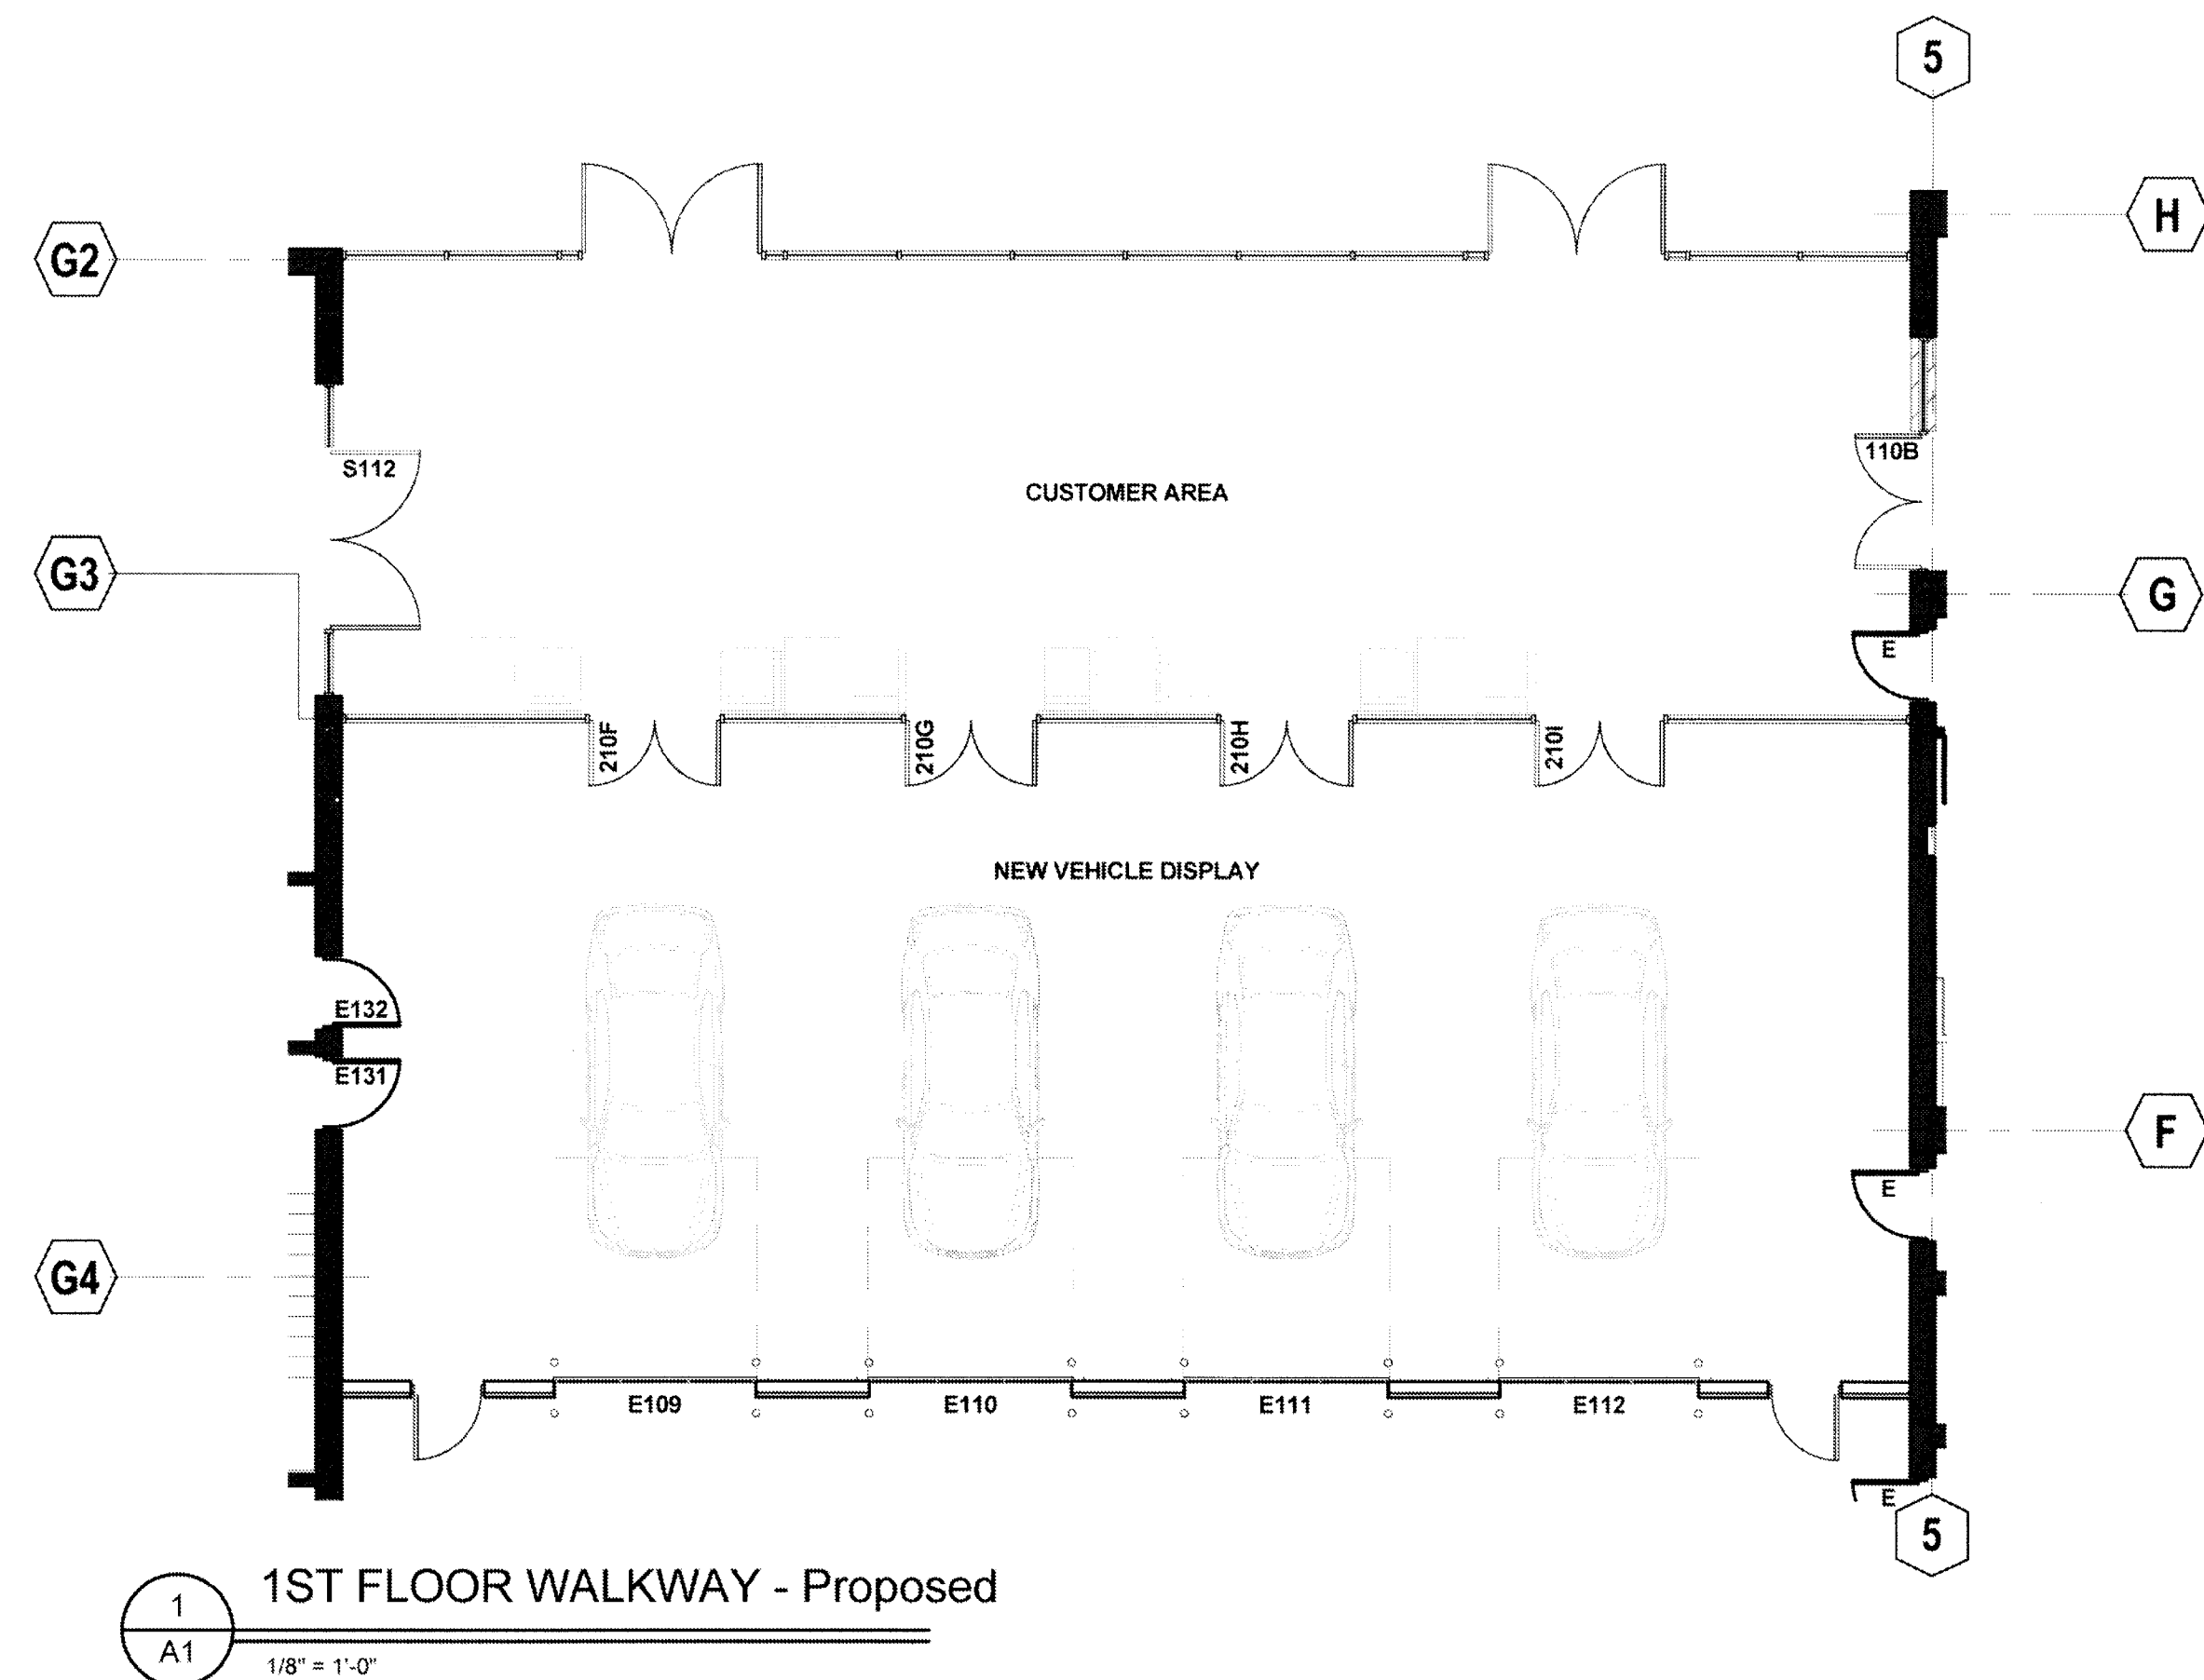 5
H
G2
S112
110B
CUSTOMER AREA
G3
G
E
210F
210G
210H
210I
NEW VEHICLE DISPLAY
E132
E131
F
E
G4
E109
E110
E111
E112
E
5
1
A1
1ST FLOOR WALKWAY - Proposed
1/8" = 1'-0"